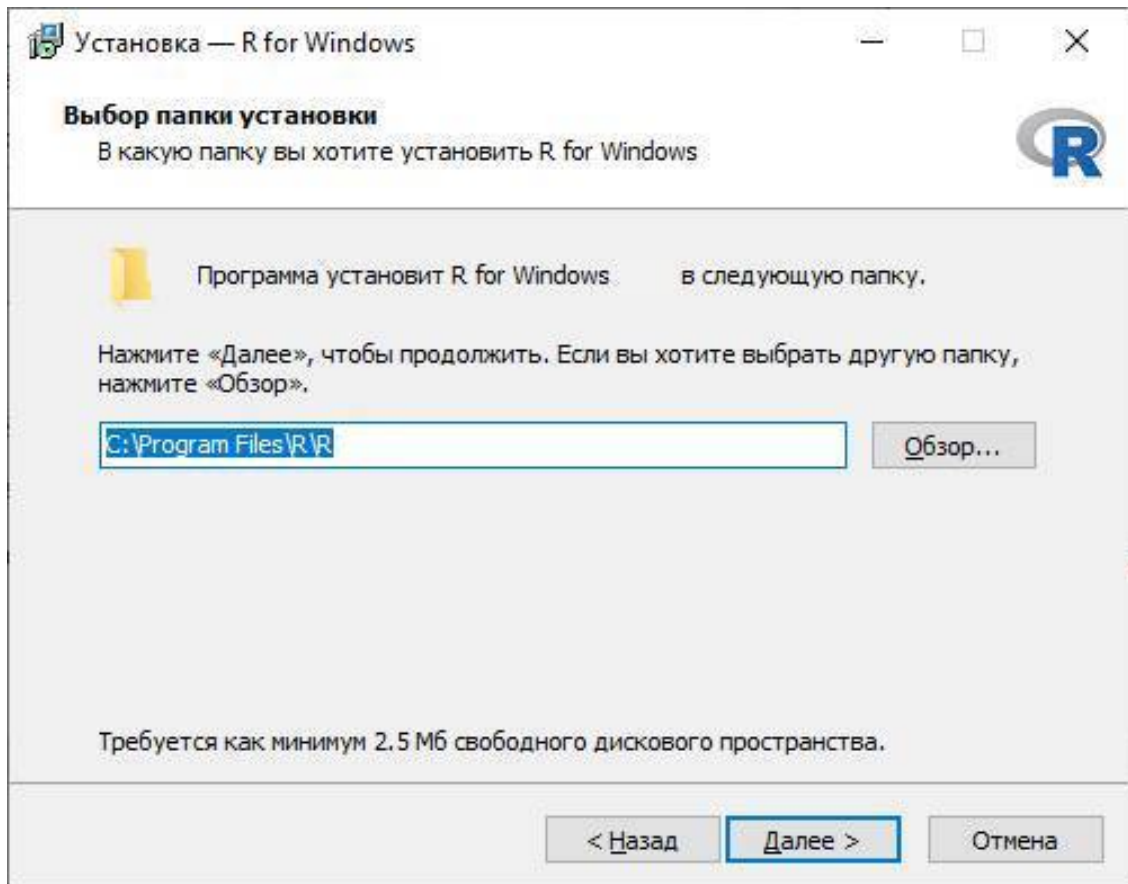 Установка — R for Windows
Выбор папки установки
В какую папку вы хотите установить R for Windows
R
Программа установит R for Windows в следующую папку.
Нажмите «Далее», чтобы продолжить. Если вы хотите выбрать другую папку,
нажмите «Обзор».
C:\Program Files\R\R
Обзор...
Требуется как минимум 2.5 Мб свободного дискового пространства.
< Назад
Далее >
Отмена